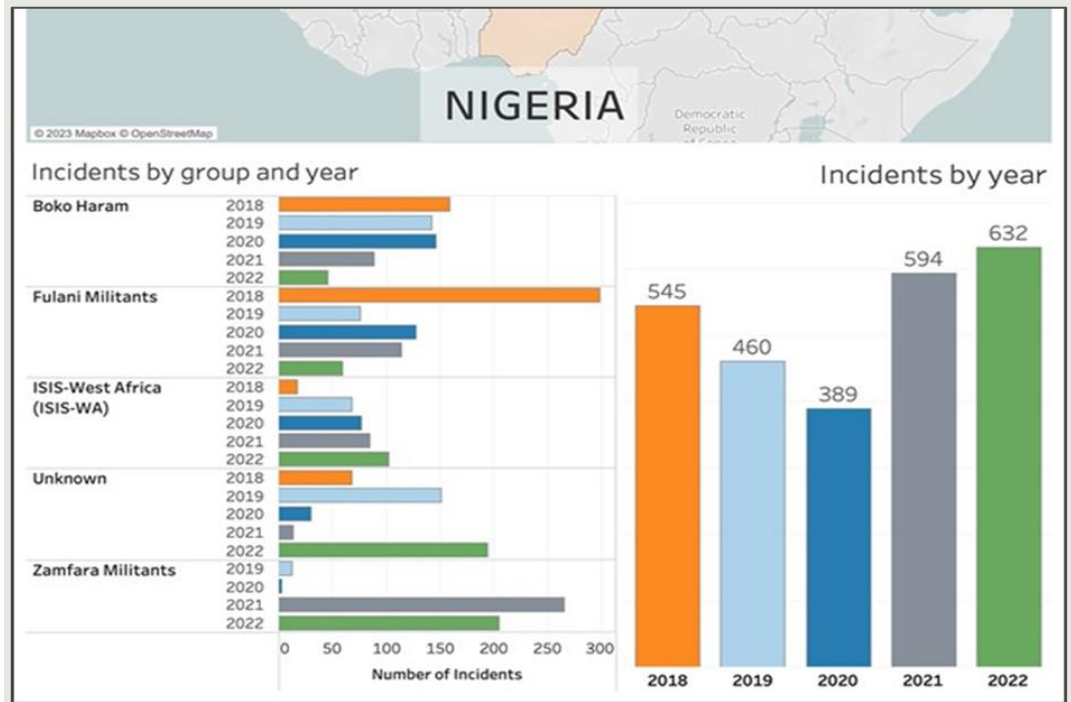 Democratic
Republic
NIGERIA
© 2023 Mapbox © OpenStreetMap
Incidents by group and year
Boko Haram
2018
2019
2020
2021
2022
Fulani Militants
2018
2019
2020
2021
2022
ISIS-West Africa
(ISIS-WA)
2018
2019
2020
2021
2022
Unknown
2018
2019
2020
2021
2022
Zamfara Militants
2019
2020
2021
2022
0 50 100 150 200 250 300
Number of Incidents
Incidents by year
545
460
389
594
632
2018 2019 2020 2021 2022